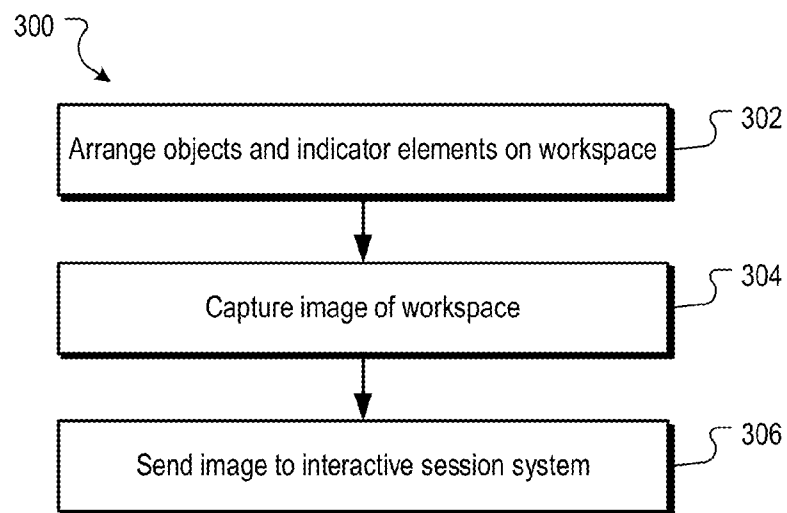 300
Arrange objects and indicator elements on workspace
302
Capture image of workspace
304
Send image to interactive session system
306